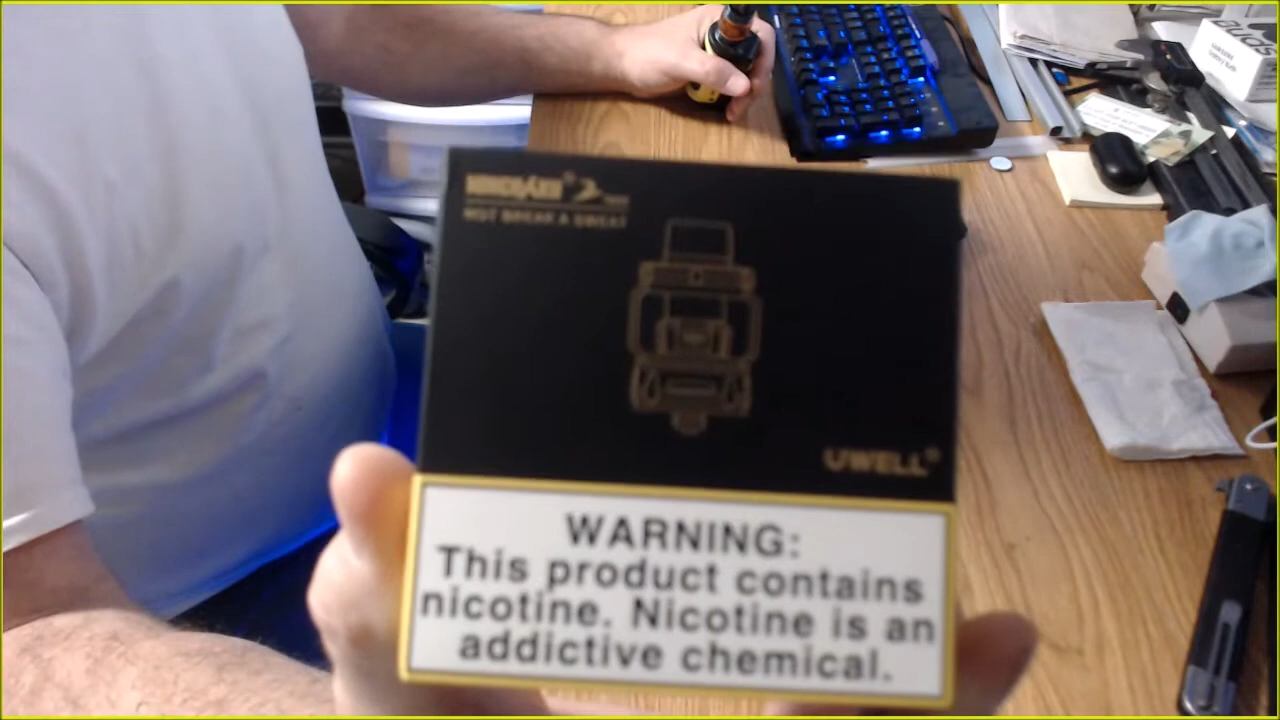 NOT BREAK A SWEAT
UWELL®
WARNING:
This product contains
nicotine. Nicotine is an
addictive chemical.